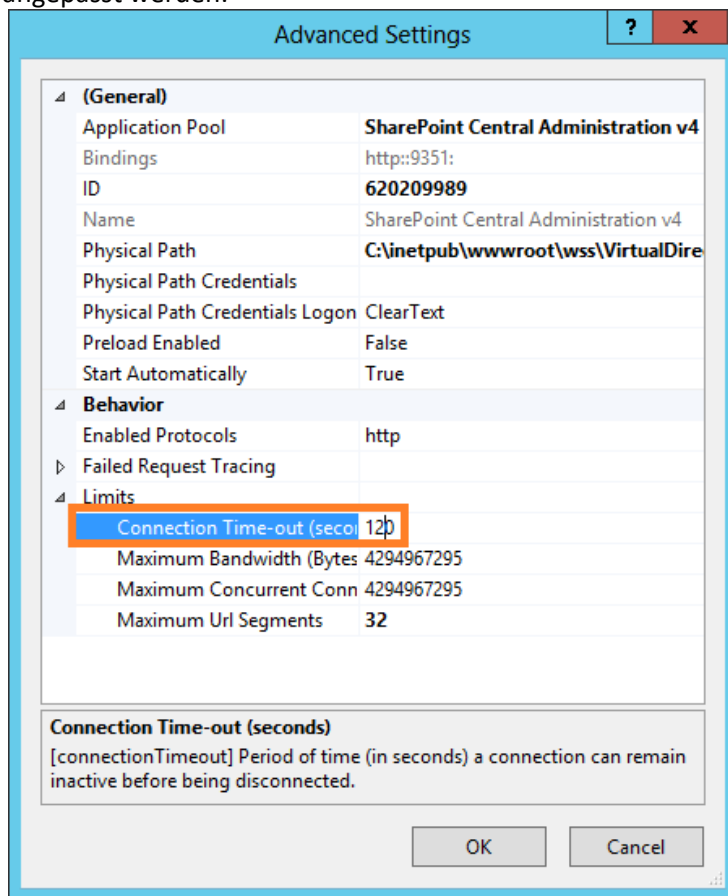 angepasst werden.
Advanced Settings ? x
(General)
Application Pool SharePoint Central Administration v4
Bindings http::9351:
ID 620209989
Name SharePoint Central Administration v4
Physical Path C:\inetpub\wwwroot\wss\VirtualDire
Physical Path Credentials
Physical Path Credentials Logon ClearText
Preload Enabled False
Start Automatically True
Behavior
Enabled Protocols http
Failed Request Tracing
Limits
Connection Time-out (secon 120
Maximum Bandwidth (Bytes 4294967295
Maximum Concurrent Conn 4294967295
Maximum Url Segments 32
Connection Time-out (seconds)
[connectionTimeout] Period of time (in seconds) a connection can remain
inactive before being disconnected.
OK Cancel